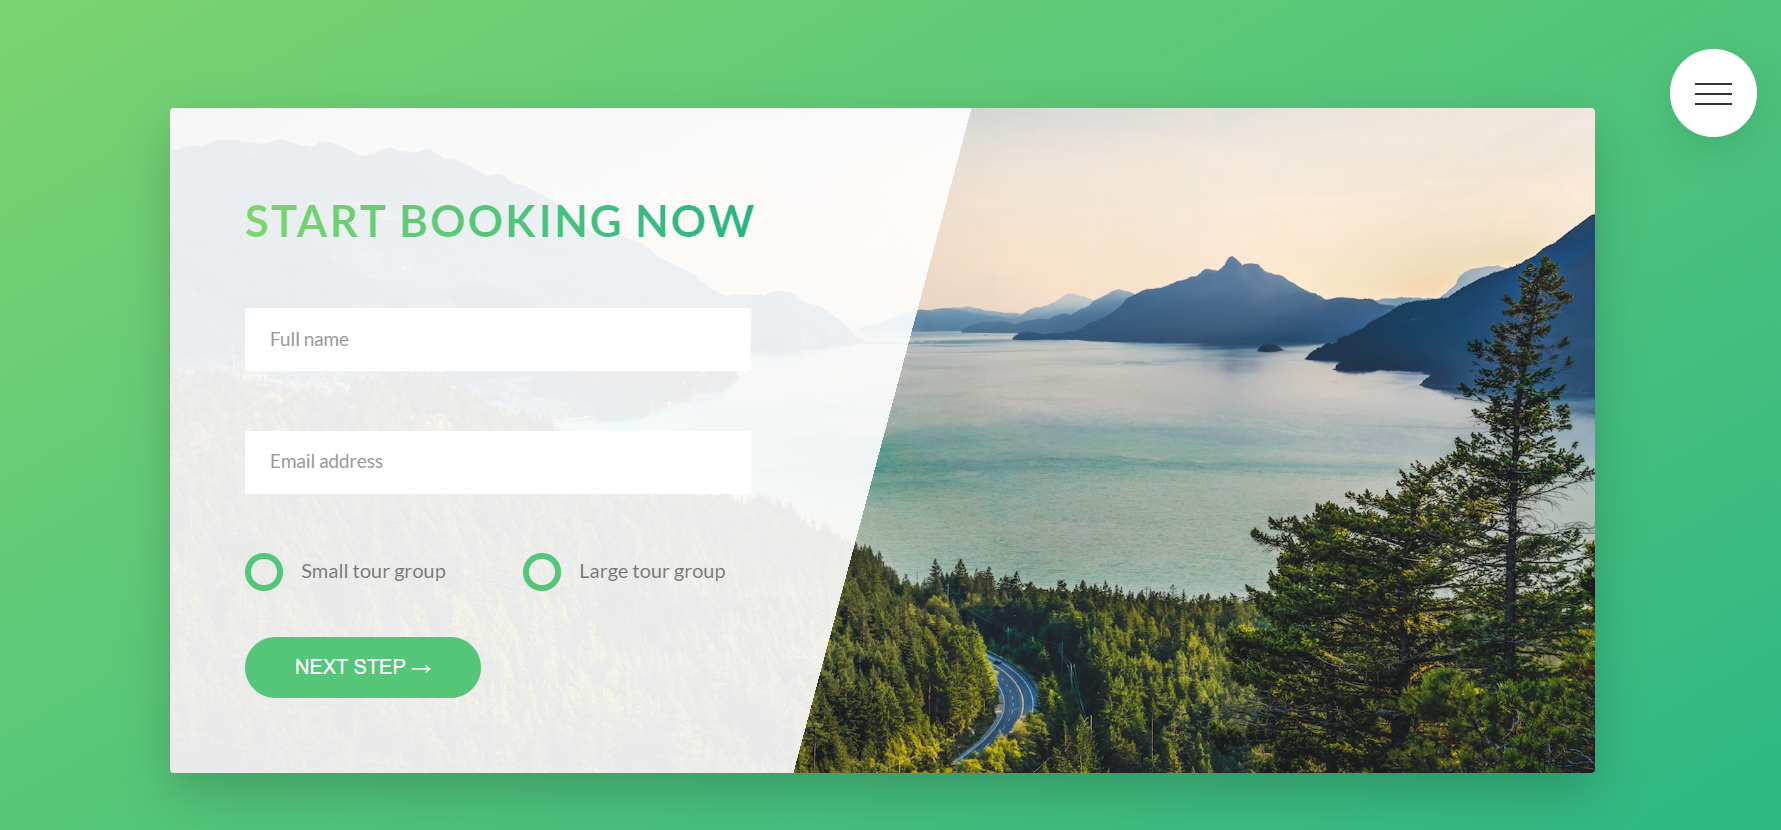 START BOOKING NOW
Full name
Email address
Small tour group
Large tour group
NEXT STEP →